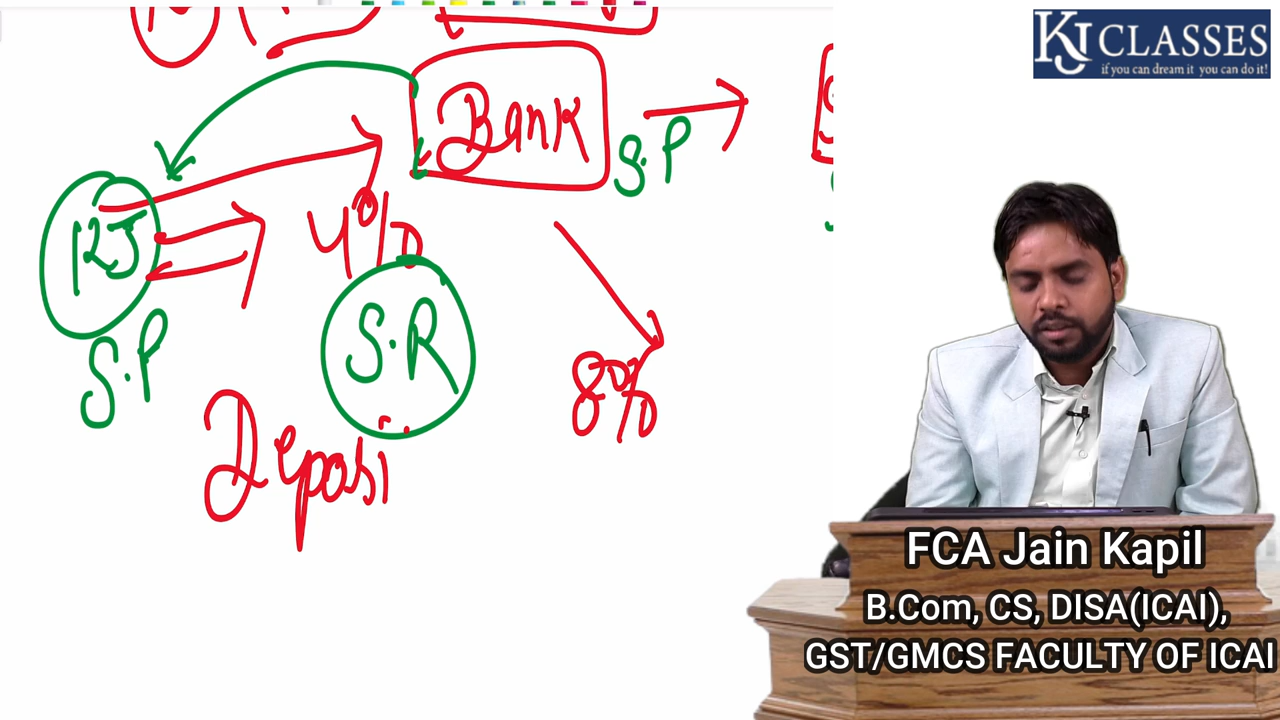 KJ CLASSES
if you can dream it you can do it!
Bank
S.P
KJ
4%
S.P
S.R
8%
Deposi
FCA Jain Kapil
B.Com, CS, DISA(ICAI),
GST/GMCS FACULTY OF ICAI